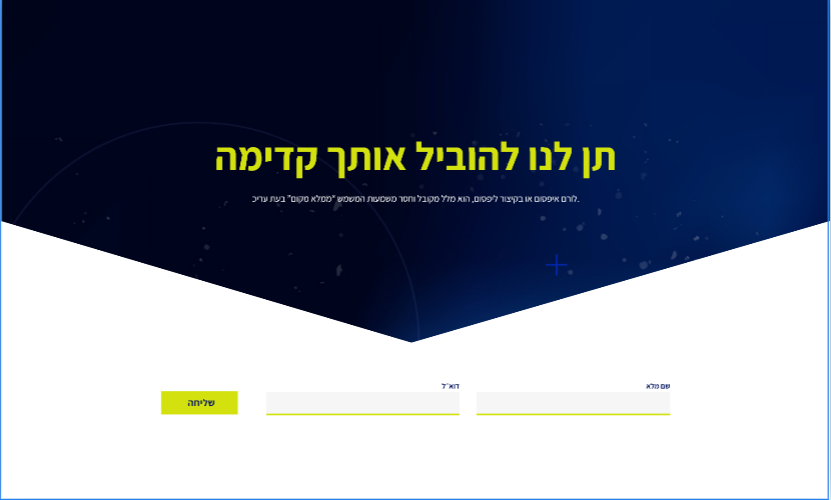 תן לנו להוביל אותך קדימה
לורם איפסום או בקיצור ליפסום, הוא מלל מקובל וחסר משמעות המשמש "ממלא מקום" בעת עריכ.
שם מלא
דוא"ל
שליחה